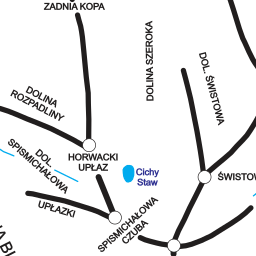 ZADNIA KOPA
DOLINA SZEROKA
DOL. ŚWISTOWA
DOLINA
ROZPADLINY
HORWACKI
UPŁAZ
DOL.
SPISMICHAŁOWA
Cichy
Staw
ŚWISTOW
UPŁAZKI
SPISMICHAŁOWA
CZUBA